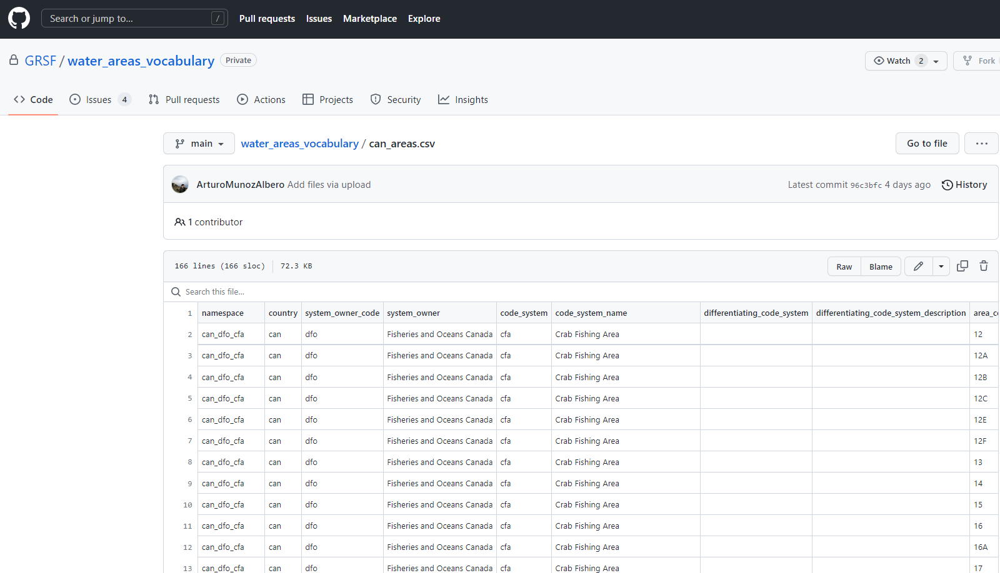 Search or jump to... / Pull requests Issues Marketplace Explore
GRSF / water_areas_vocabulary Private Watch 2 Fork
Code Issues 4 Pull requests Actions Projects Security Insights
main water_areas_vocabulary / can_areas.csv Go to file ...
ArturoMunozAlbero Add files via upload Latest commit 96c3bfc 4 days ago History
1 contributor
166 lines (166 sloc) 72.3 KB Raw Blame
Search this file...
1 namespace country system_owner_code system_owner code_system code_system_name differentiating_code_system differentiating_code_system_description area_c
2 can_dfo_cfa can dfo Fisheries and Oceans Canada cfa Crab Fishing Area 12
3 can_dfo_cfa can dfo Fisheries and Oceans Canada cfa Crab Fishing Area 12A
4 can_dfo_cfa can dfo Fisheries and Oceans Canada cfa Crab Fishing Area 12B
5 can_dfo_cfa can dfo Fisheries and Oceans Canada cfa Crab Fishing Area 12C
6 can_dfo_cfa can dfo Fisheries and Oceans Canada cfa Crab Fishing Area 12E
7 can_dfo_cfa can dfo Fisheries and Oceans Canada cfa Crab Fishing Area 12F
8 can_dfo_cfa can dfo Fisheries and Oceans Canada cfa Crab Fishing Area 13
9 can_dfo_cfa can dfo Fisheries and Oceans Canada cfa Crab Fishing Area 14
10 can_dfo_cfa can dfo Fisheries and Oceans Canada cfa Crab Fishing Area 15
11 can_dfo_cfa can dfo Fisheries and Oceans Canada cfa Crab Fishing Area 16
12 can_dfo_cfa can dfo Fisheries and Oceans Canada cfa Crab Fishing Area 16A
13 can_dfo_cfa can dfo Fisheries and Oceans Canada cfa Crab Fishing Area 17